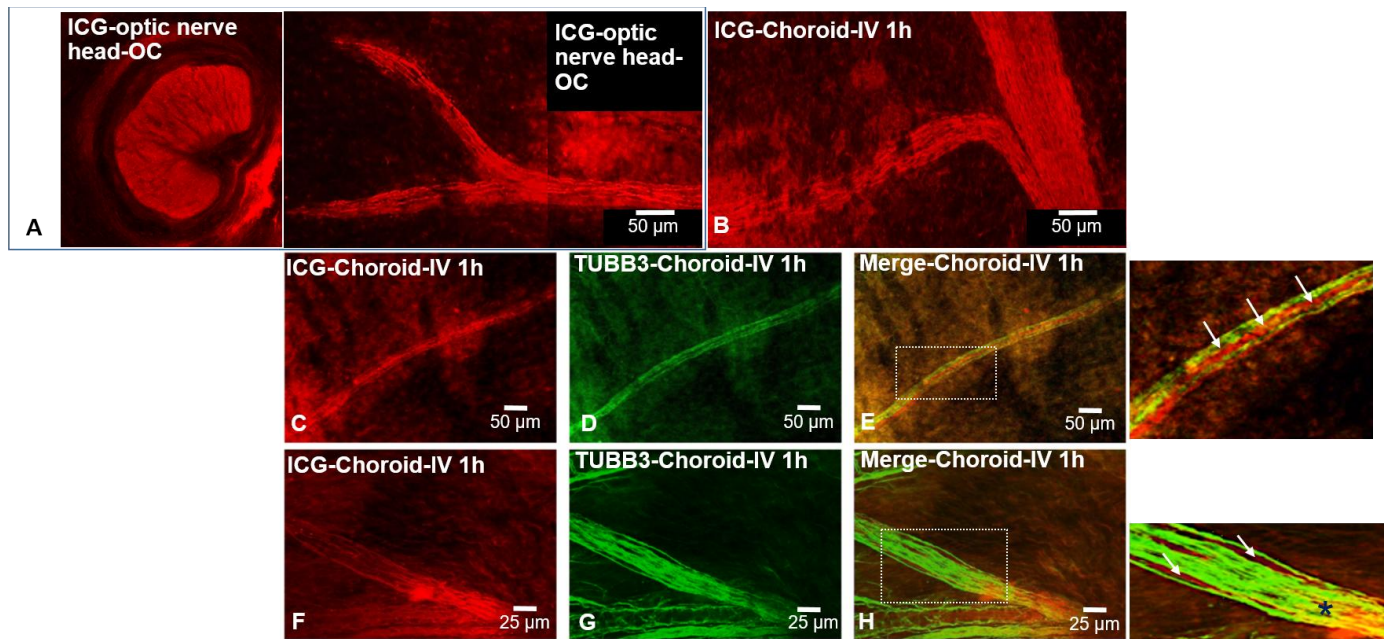 ICG-optic nerve
head-OC
A
ICG-optic
nerve head-
OC
50 µm
ICG-Choroid-IV 1h
B
50 µm
ICG-Choroid-IV 1h
C
50 µm
TUBB3-Choroid-IV 1h
D
50 µm
Merge-Choroid-IV 1h
E
50 µm
ICG-Choroid-IV 1h
F
25 µm
TUBB3-Choroid-IV 1h
G
25 µm
Merge-Choroid-IV 1h
H
25 µm
*